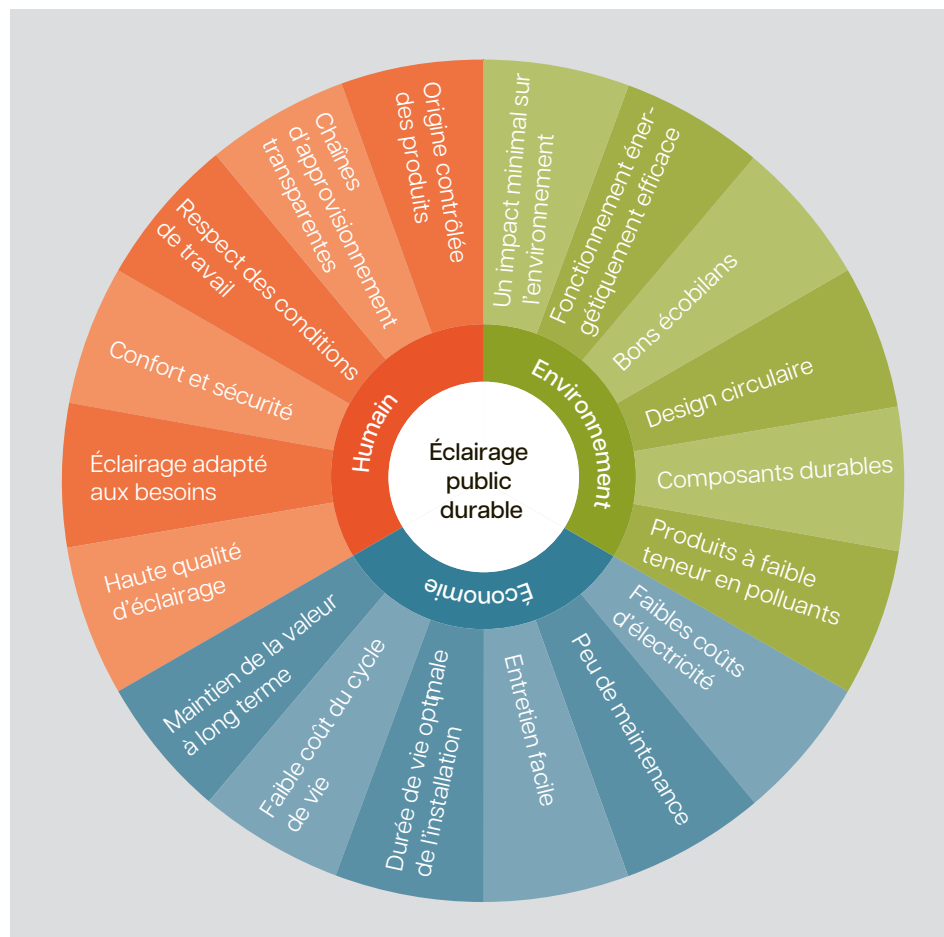 Éclairage
public
durable
Environnement
Un impact minimal sur
l'environnement
Fonctionnement éner-
gétiquement efficace
Bons écobilans
Design circulaire
Composants durables
Produits à faible
teneur en polluants
Économie
Faibles coûts
d'électricité
Peu de maintenance
Entretien facile
Durée de vie optimale
de l'installation
Faible coût du cycle
de vie
Maintien de la valeur
à long terme
Humain
Haute qualité
d'éclairage
Éclairage adapté
aux besoins
Confort et sécurité
Respect des conditions
de travail
Chaînes
d'approvisionnement
transparentes
Origine contrôlée
des produits